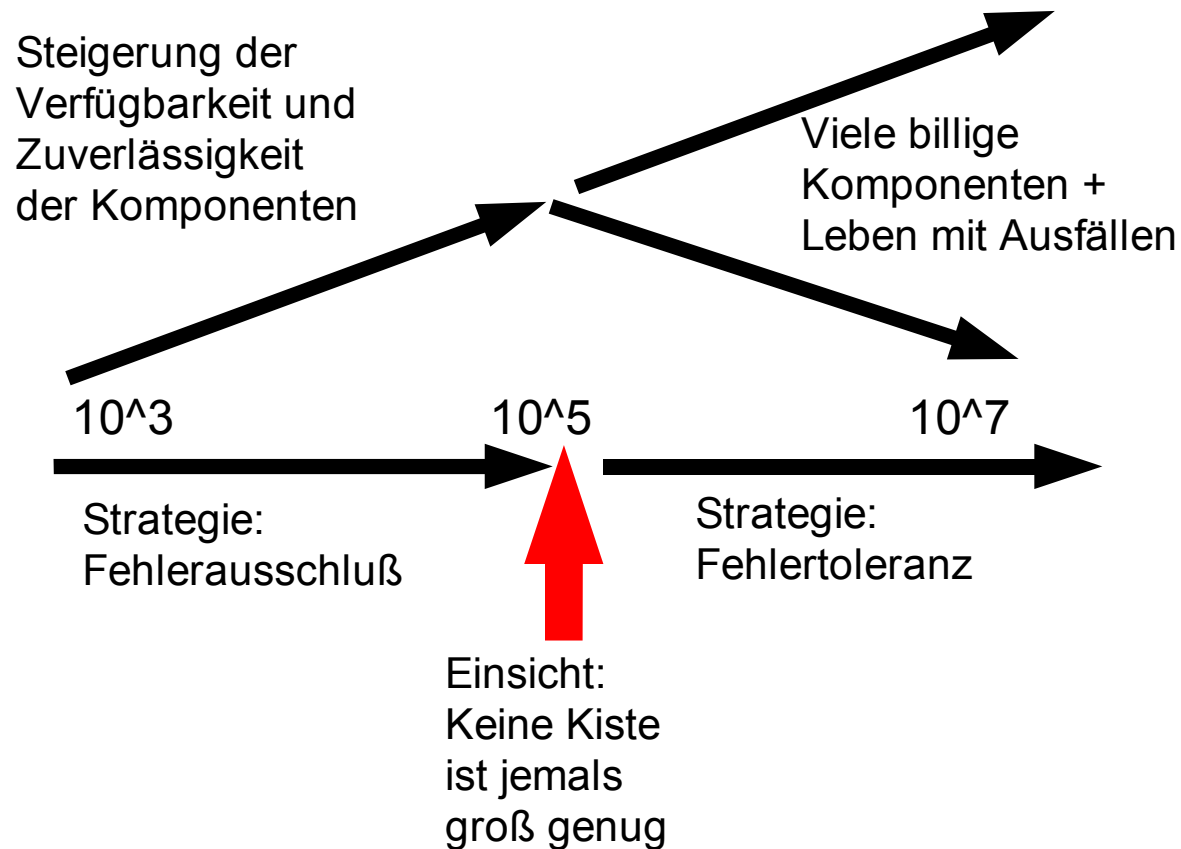 Steigerung der
Verfügbarkeit und
Zuverlässigkeit
der Komponenten
Viele billige
Komponenten +
Leben mit Ausfällen
10^3
10^5
10^7
Strategie:
Fehlerausschluß
Strategie:
Fehlertoleranz
Einsicht:
Keine Kiste
ist jemals
groß genug